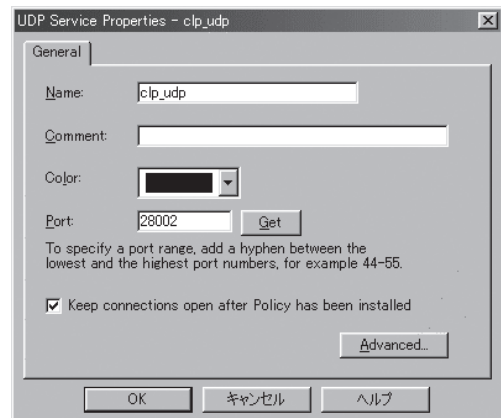 UDP Service Properties - clp_udp
General
Name: clp_udp
Comment:
Color:
Port: 28002 Get
To specify a port range, add a hyphen between the
lowest and the highest port numbers, for example 44-55.
Keep connections open after Policy has been installed
Advanced...
OK キャンセル ヘルプ